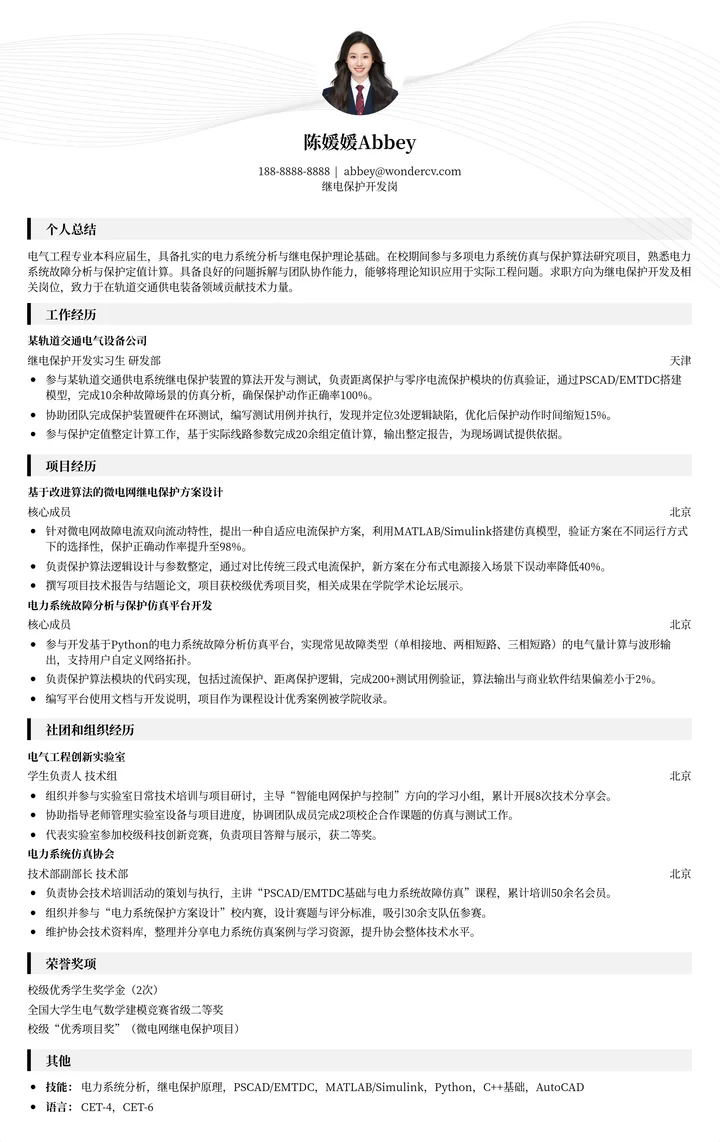 陈媛媛Abbey
188-8888-8888 | abbey@wondercv.com
继电保护开发岗
个人总结
电气工程专业本科应届生，具备扎实的电力系统分析与继电保护理论基础。在校期间参与多项电力系统仿真与保护算法研究项目，熟悉电力
系统故障分析与保护定值计算。具备良好的问题拆解与团队协作能力，能够将理论知识应用于实际工程问题。求职方向为继电保护开发及相
关岗位，致力于在轨道交通供电装备领域贡献技术力量。
工作经历
某轨道交通电气设备公司
继电保护开发实习生 研发部 天津
• 参与某轨道交通供电系统继电保护装置的算法开发与测试，负责距离保护与零序电流保护模块的仿真验证，通过PSCAD/EMTDC搭建
模型，完成10余种故障场景的仿真分析，确保保护动作正确率100%。
• 协助团队完成保护装置硬件在环测试，编写测试用例并执行，发现并定位3处逻辑缺陷，优化后保护动作时间缩短15%。
• 参与保护定值整定计算工作，基于实际线路参数完成20余组定值计算，输出整定报告，为现场调试提供依据。
项目经历
基于改进算法的微电网继电保护方案设计
核心成员 北京
• 针对微电网故障电流双向流动特性，提出一种自适应电流保护方案，利用MATLAB/Simulink搭建仿真模型，验证方案在不同运行方式
下的选择性，保护正确动作率提升至98%。
• 负责保护算法逻辑设计与参数整定，通过对比传统三段式电流保护，新方案在分布式电源接入场景下误动率降低40%。
• 撰写项目技术报告与结题论文，项目获校级优秀项目奖，相关成果在学院学术论坛展示。
电力系统故障分析与保护仿真平台开发
核心成员 北京
• 参与开发基于Python的电力系统故障分析仿真平台，实现常见故障类型（单相接地、两相短路、三相短路）的电气量计算与波形输
出，支持用户自定义网络拓扑。
• 负责保护算法模块的代码实现，包括过流保护、距离保护逻辑，完成200+测试用例验证，算法输出与商业软件结果偏差小于2%。
• 编写平台使用文档与开发说明，项目作为课程设计优秀案例被学院收录。
社团和组织经历
电气工程创新实验室
学生负责人 技术组 北京
• 组织并参与实验室日常技术培训与项目研讨，主导“智能电网保护与控制”方向的学习小组，累计开展8次技术分享会。
• 协助指导老师管理实验室设备与项目进度，协调团队成员完成2项校企合作课题的仿真与测试工作。
• 代表实验室参加校级科技创新竞赛，负责项目答辩与展示，获二等奖。
电力系统仿真协会
技术部副部长 技术部 北京
• 负责协会技术培训活动的策划与执行，主讲“PSCAD/EMTDC基础与电力系统故障仿真”课程，累计培训50余名会员。
• 组织并参与“电力系统保护方案设计”校内赛，设计赛题与评分标准，吸引30余支队伍参赛。
• 维护协会技术资料库，整理并分享电力系统仿真案例与学习资源，提升协会整体技术水平。
荣誉奖项
校级优秀学生奖学金（2次）
全国大学生电气数学建模竞赛省级二等奖
校级“优秀项目奖”（微电网继电保护项目）
其他
• 技能： 电力系统分析，继电保护原理，PSCAD/EMTDC，MATLAB/Simulink，Python，C++基础，AutoCAD
• 语言： CET-4，CET-6